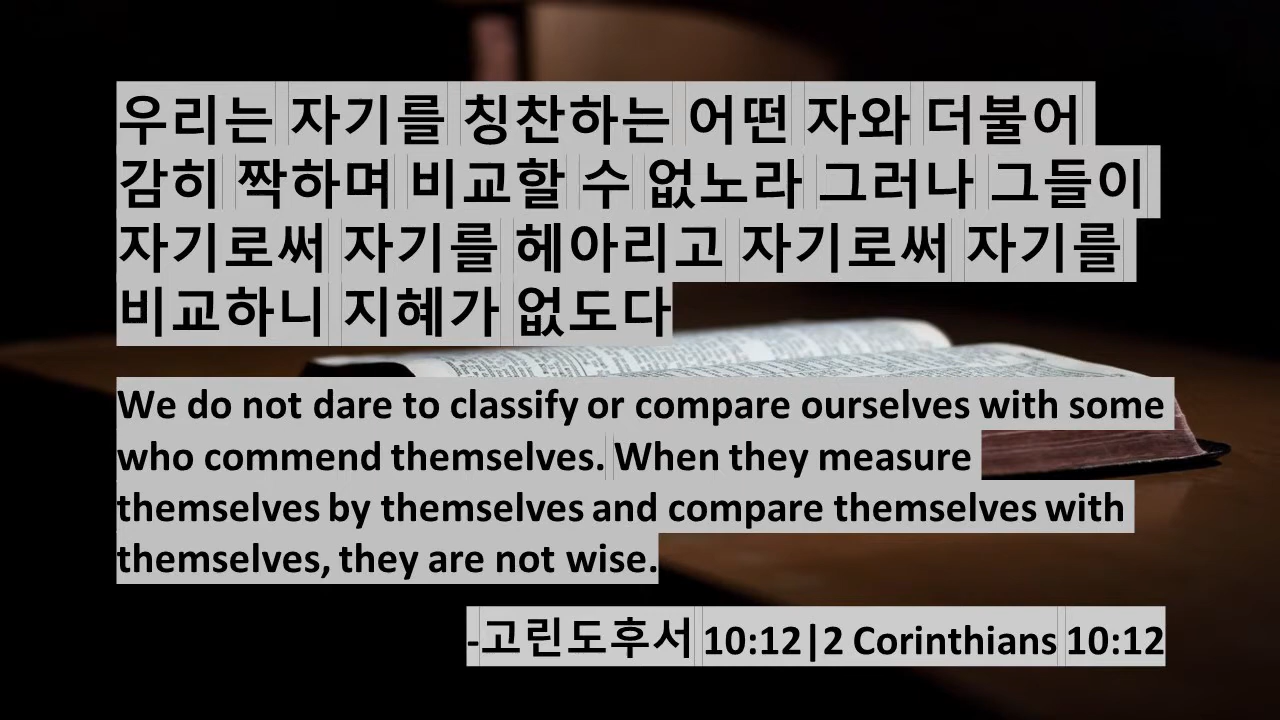 우리는 자기를 칭찬하는 어떤 자와 더불어
감히 짝하며 비교할 수 없노라 그러나 그들이
자기로써 자기를 헤아리고 자기로써 자기를
비교하니 지혜가 없도다
We do not dare to classify or compare ourselves with some
who commend themselves. When they measure
themselves by themselves and compare themselves with
themselves, they are not wise.
-고린도후서 10:12|2 Corinthians 10:12